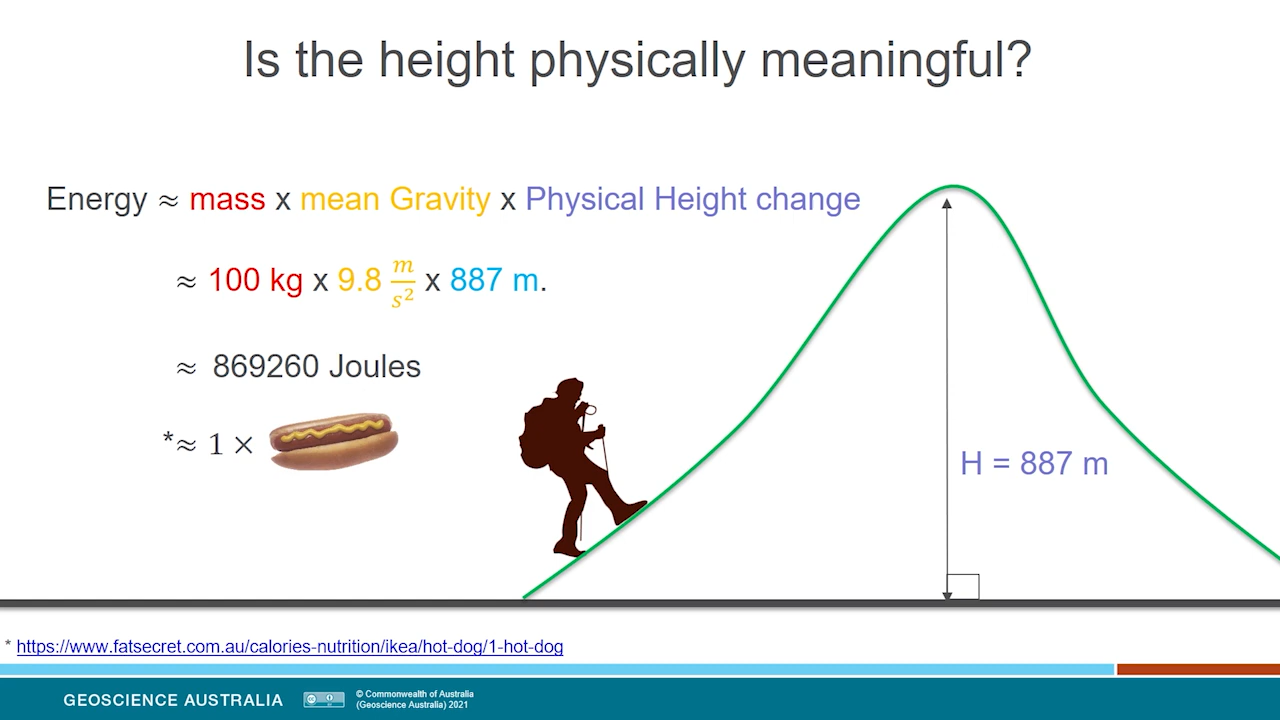 Is the height physically meaningful?
Energy ≈ mass x mean Gravity x Physical Height change
≈ 100 kg x 9.8 m/s² x 887 m.
≈ 869260 Joules
*≈ 1 ×
H = 887 m
* https://www.fatsecret.com.au/calories-nutrition/ikea/hot-dog/1-hot-dog
GEOSCIENCE AUSTRALIA
© Commonwealth of Australia
(Geoscience Australia) 2021